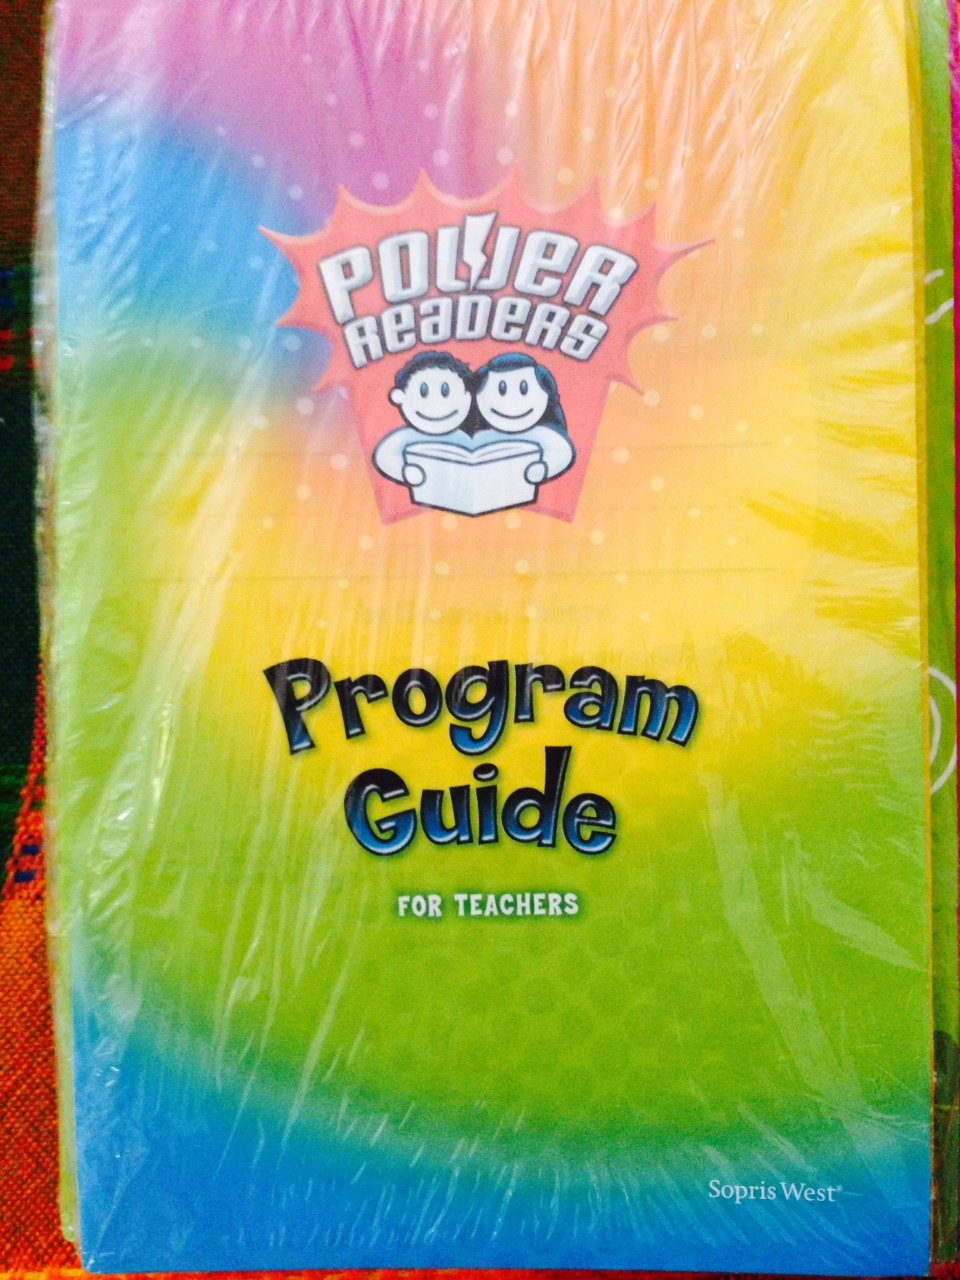 POWER
READERS
Program
Guide
FOR TEACHERS
Sopris West®